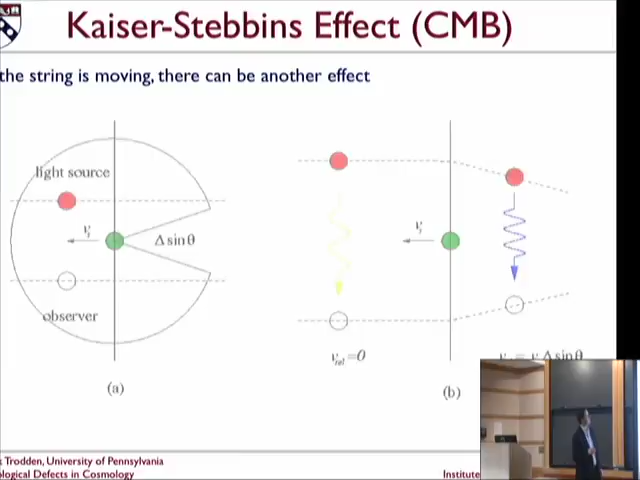 Kaiser-Stebbins Effect (CMB)
the string is moving, there can be another effect
light source
Δ sin θ
observer
(a)
(b)
Trodden, University of Pennsylvania
ological Defects in Cosmology
Institute